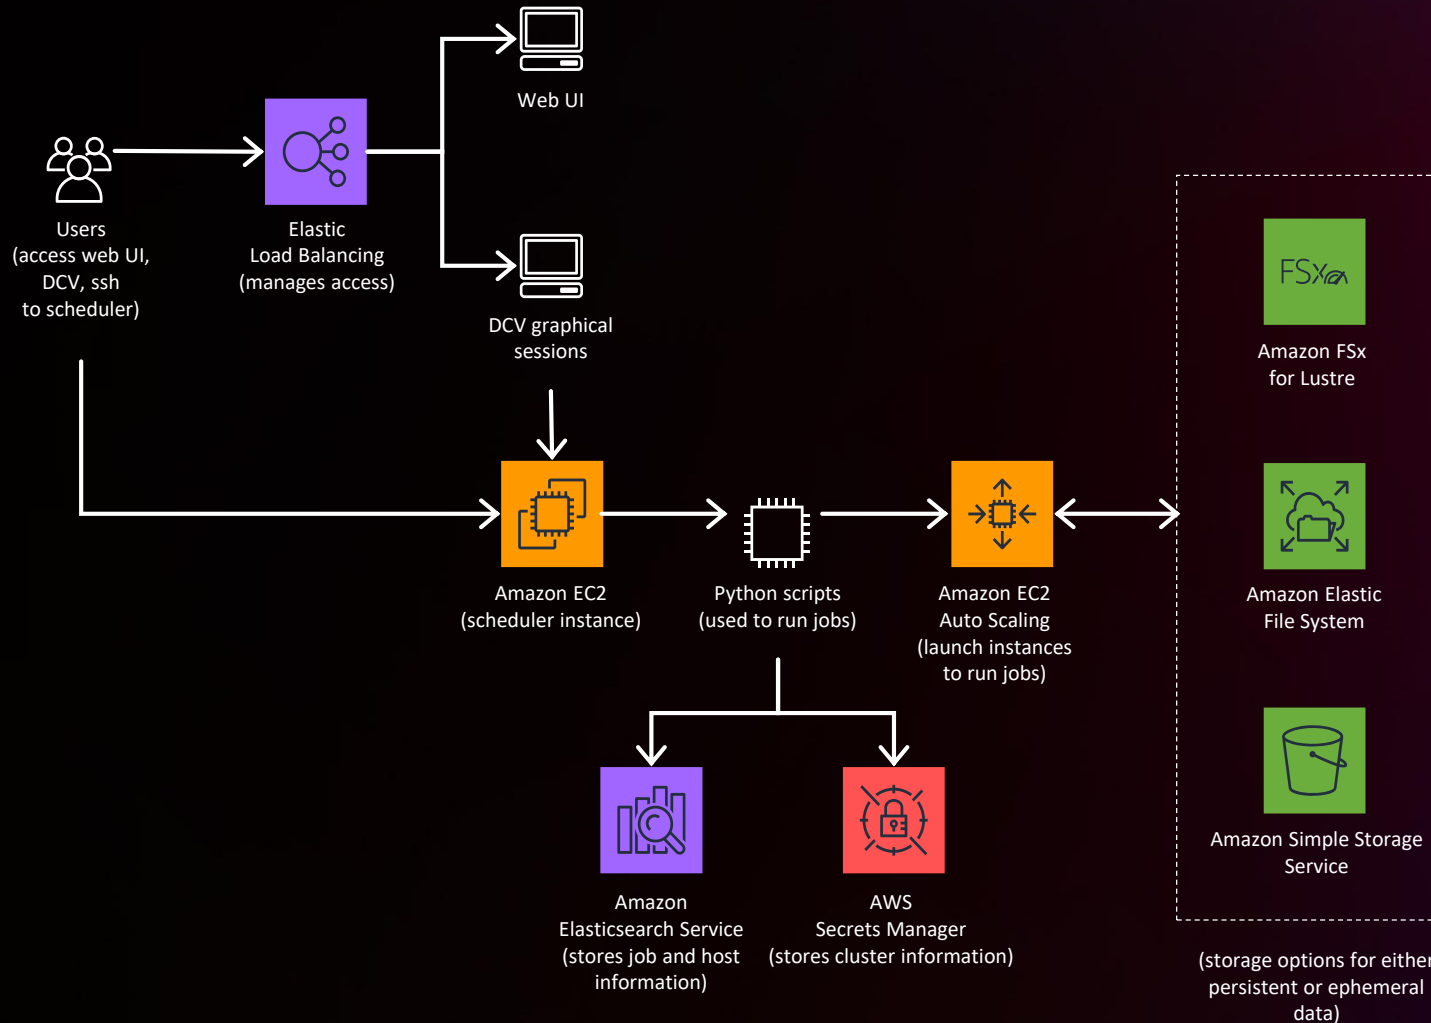 Web UI
Users
(access web UI,
DCV, ssh
to scheduler)
Elastic
Load Balancing
(manages access)
DCV graphical
sessions
FSx
Amazon FSx
for Lustre
Amazon EC2
(scheduler instance)
Python scripts
(used to run jobs)
Amazon EC2
Auto Scaling
(launch instances
to run jobs)
Amazon Elastic
File System
Amazon Simple Storage
Service
Amazon
Elasticsearch Service
(stores job and host
information)
AWS
Secrets Manager
(stores cluster information)
(storage options for either
persistent or ephemeral
data)